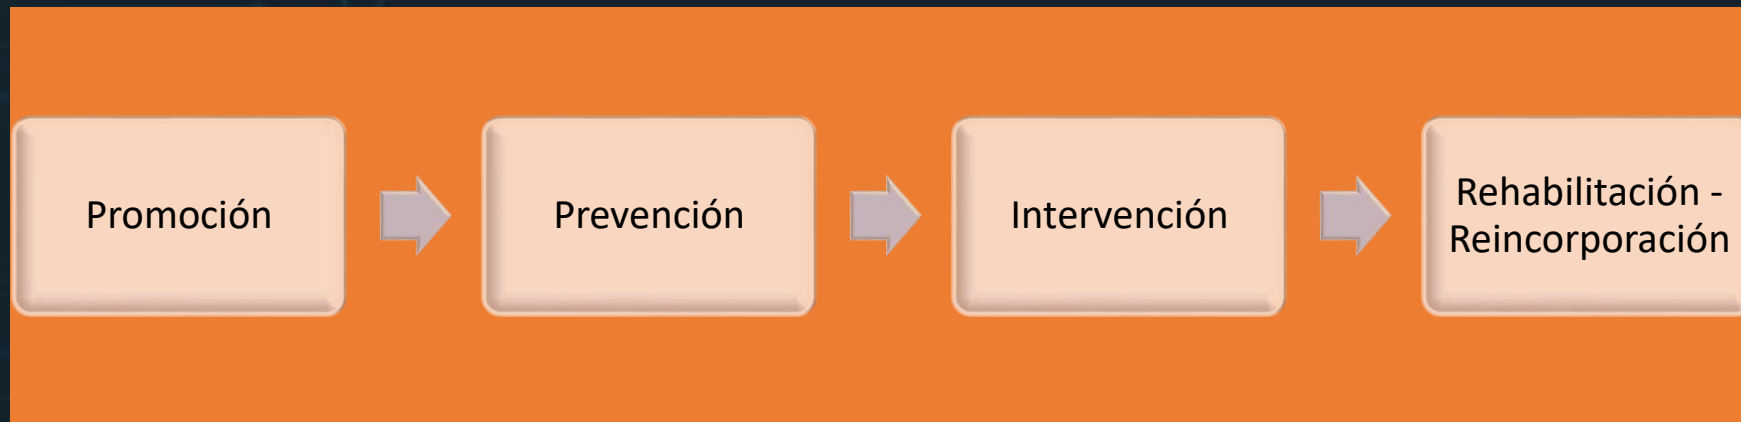 Promoción
Prevención
Intervención
Rehabilitación -
Reincorporación